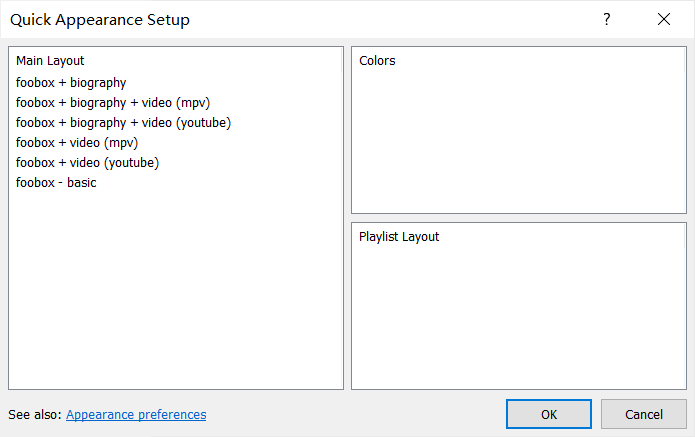 Quick Appearance Setup
?
Main Layout
foobox + biography
foobox + biography + video (mpv)
foobox + biography + video (youtube)
foobox + video (mpv)
foobox + video (youtube)
foobox - basic
Colors
Playlist Layout
See also: Appearance preferences
OK
Cancel